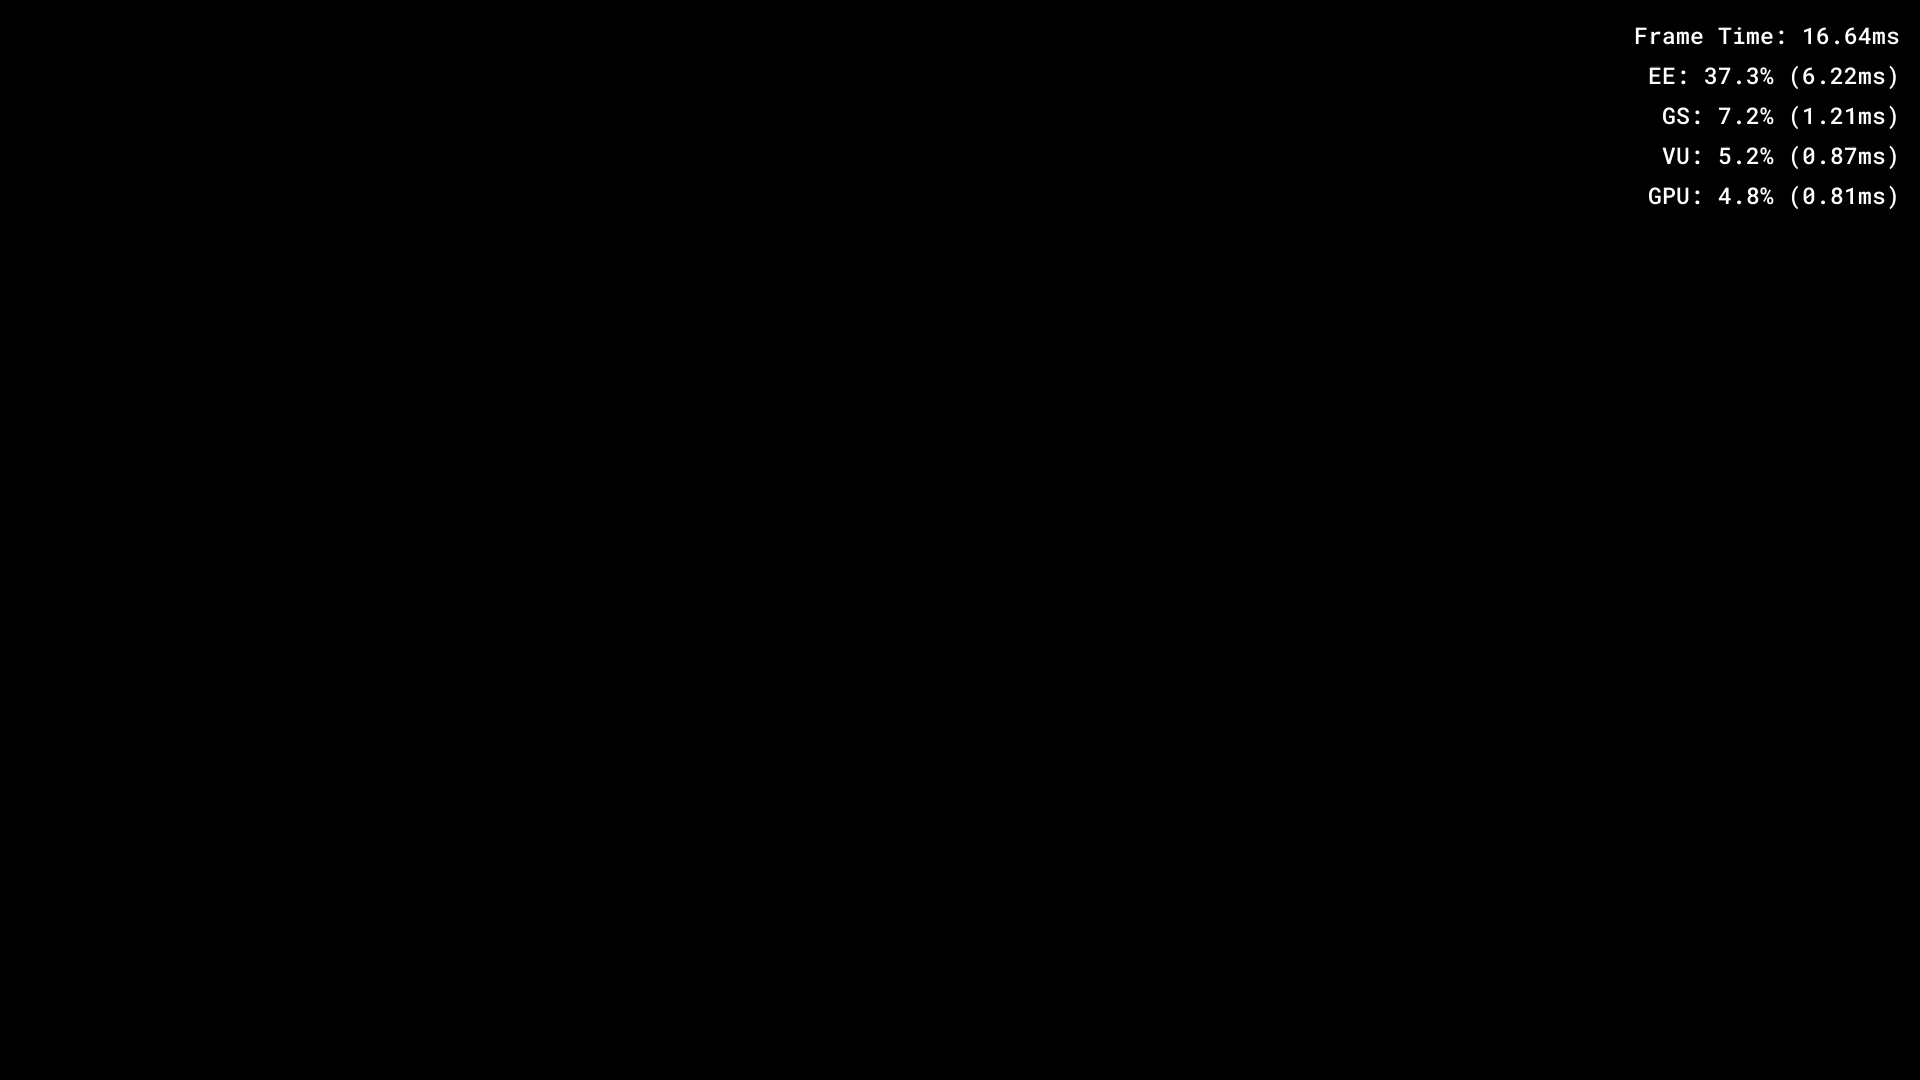 Frame Time: 16.64ms
EE: 37.3% (6.22ms)
GS: 7.2% (1.21ms)
VU: 5.2% (0.87ms)
GPU: 4.8% (0.81ms)